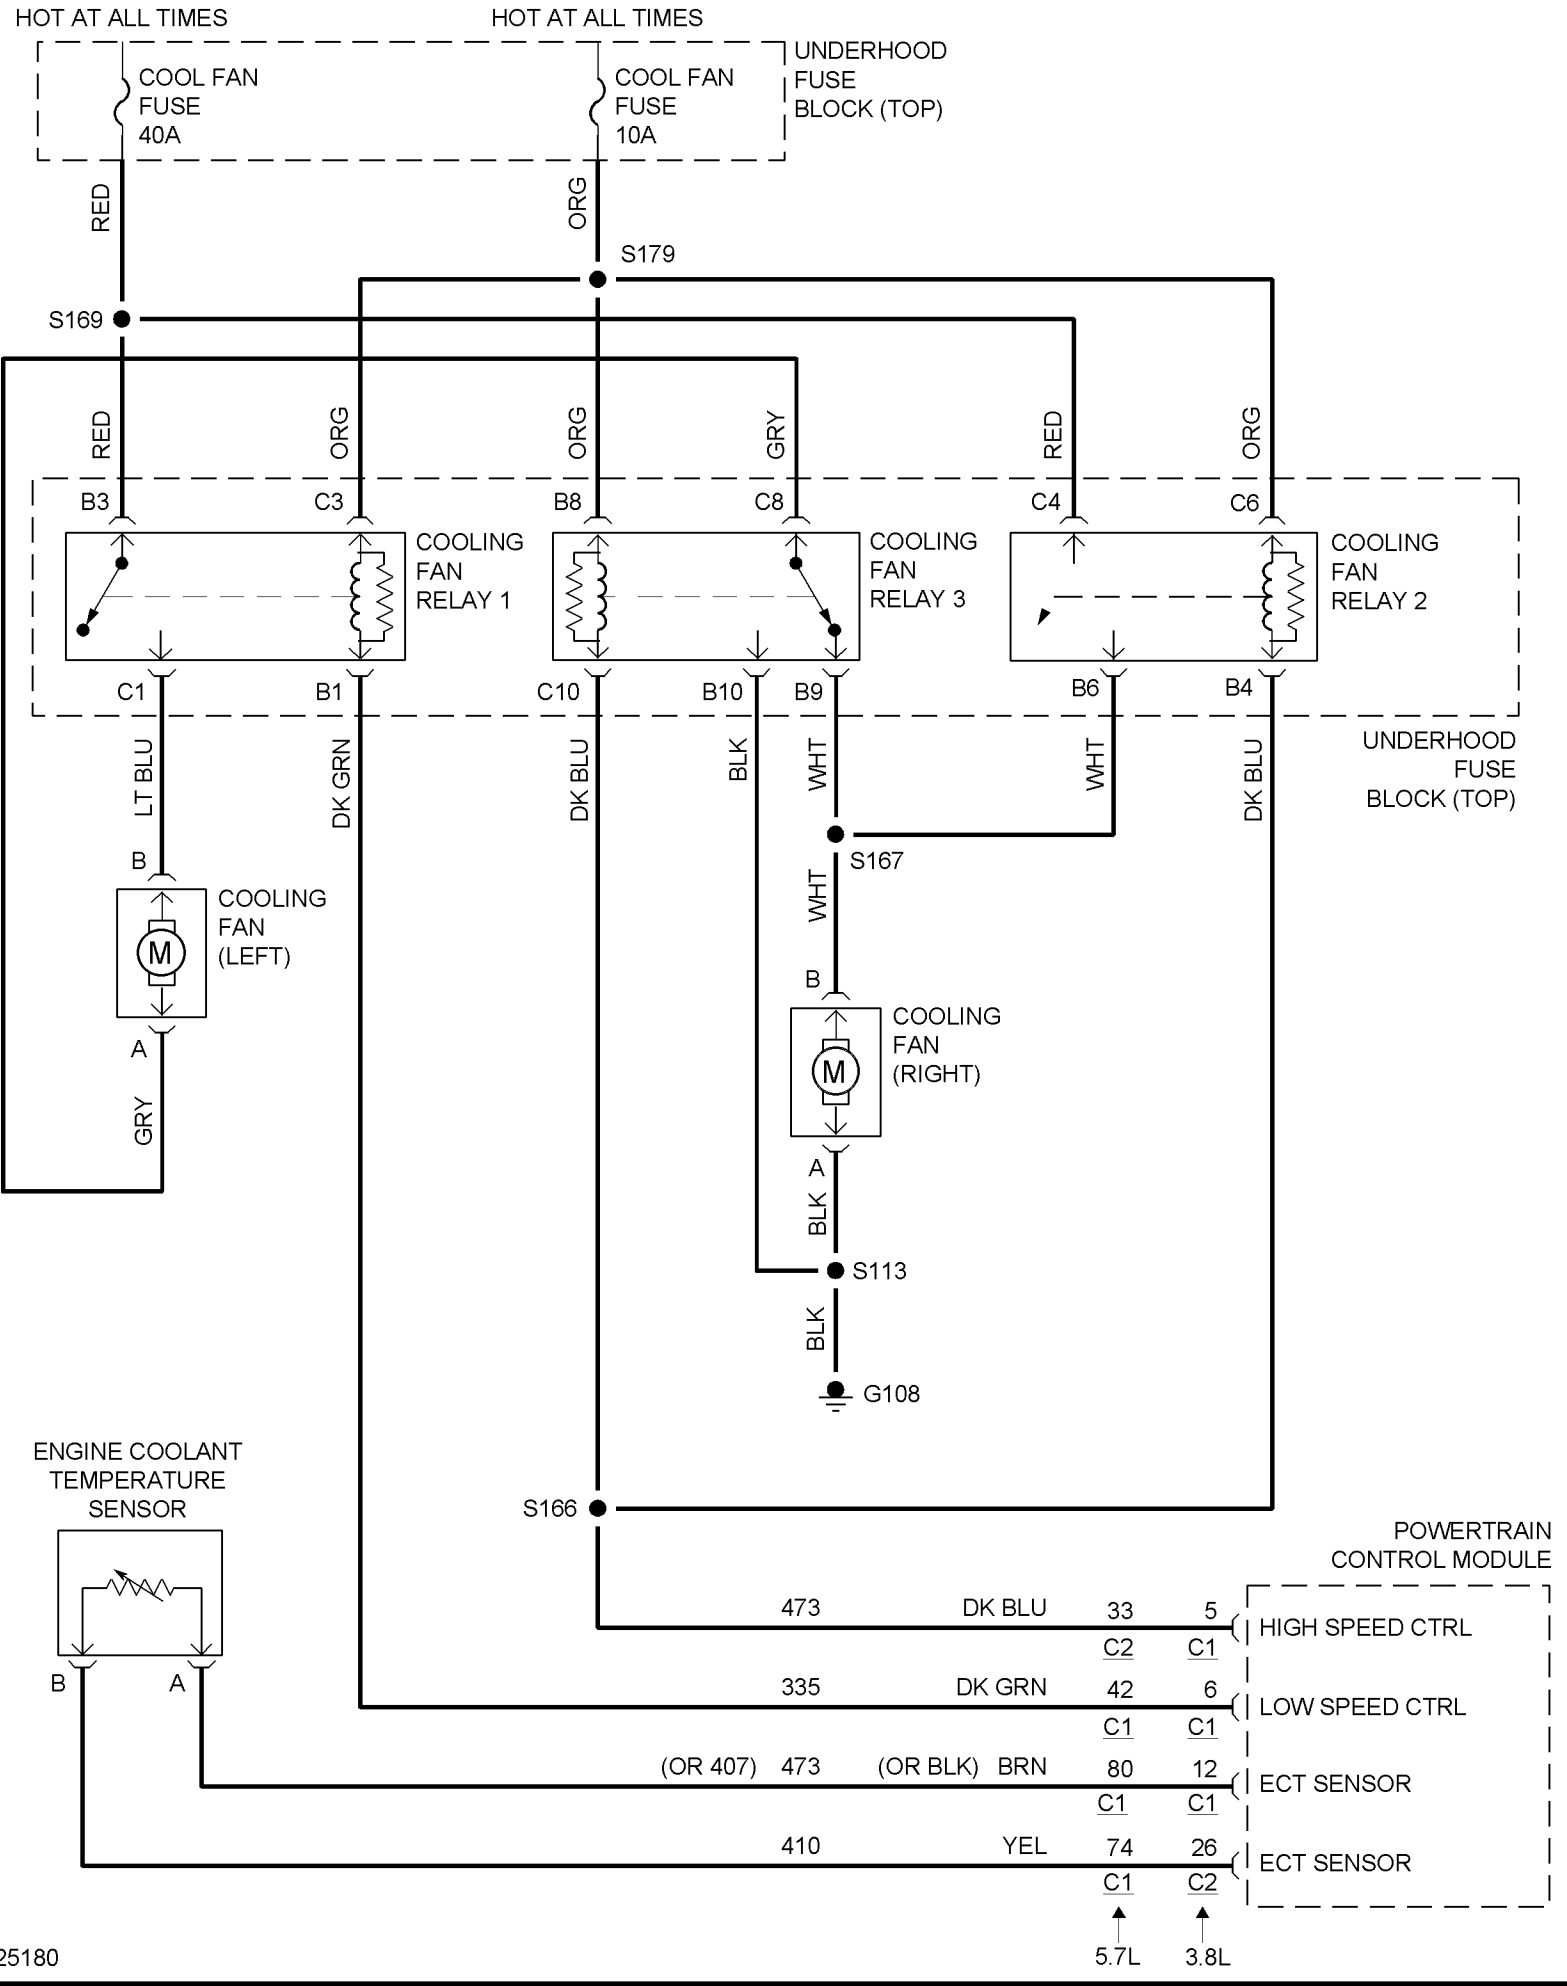 HOT AT ALL TIMES
HOT AT ALL TIMES
COOL FAN
FUSE
40A
COOL FAN
FUSE
10A
UNDERHOOD
FUSE
BLOCK (TOP)
RED
ORG
S179
S169
RED
ORG
ORG
GRY
RED
ORG
B3
C3
B8
C8
C4
C6
COOLING
FAN
RELAY 1
COOLING
FAN
RELAY 3
COOLING
FAN
RELAY 2
C1
B1
C10
B10
B9
B6
B4
LT BLU
DK GRN
DK BLU
BLK
WHT
WHT
DK BLU
UNDERHOOD
FUSE
BLOCK (TOP)
S167
B
COOLING
FAN
(LEFT)
M
WHT
B
COOLING
FAN
(RIGHT)
M
A
GRY
A
BLK
S113
BLK
G108
ENGINE COOLANT
TEMPERATURE
SENSOR
S166
POWERTRAIN
CONTROL MODULE
473 DK BLU 33 5 HIGH SPEED CTRL
C2 C1
B A
335 DK GRN 42 6 LOW SPEED CTRL
C1 C1
(OR 407) 473 (OR BLK) BRN 80 12 ECT SENSOR
C1 C1
410 YEL 74 26 ECT SENSOR
C1 C2
5.7L 3.8L
25180